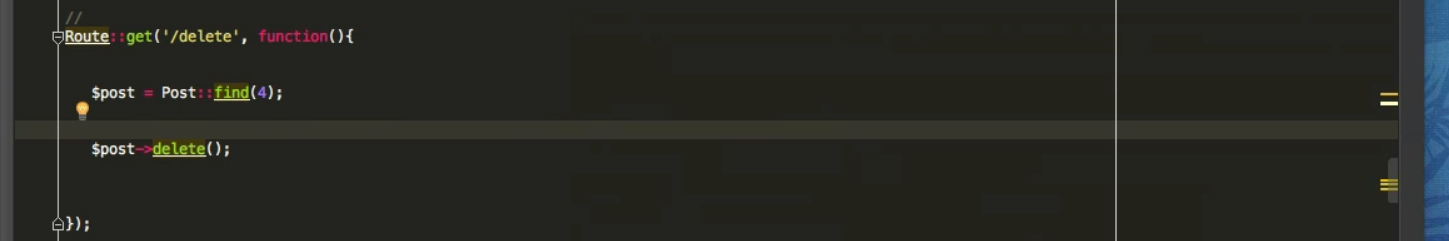 //
Route::get('/delete', function(){
$post = Post::find(4);
$post->delete();
});